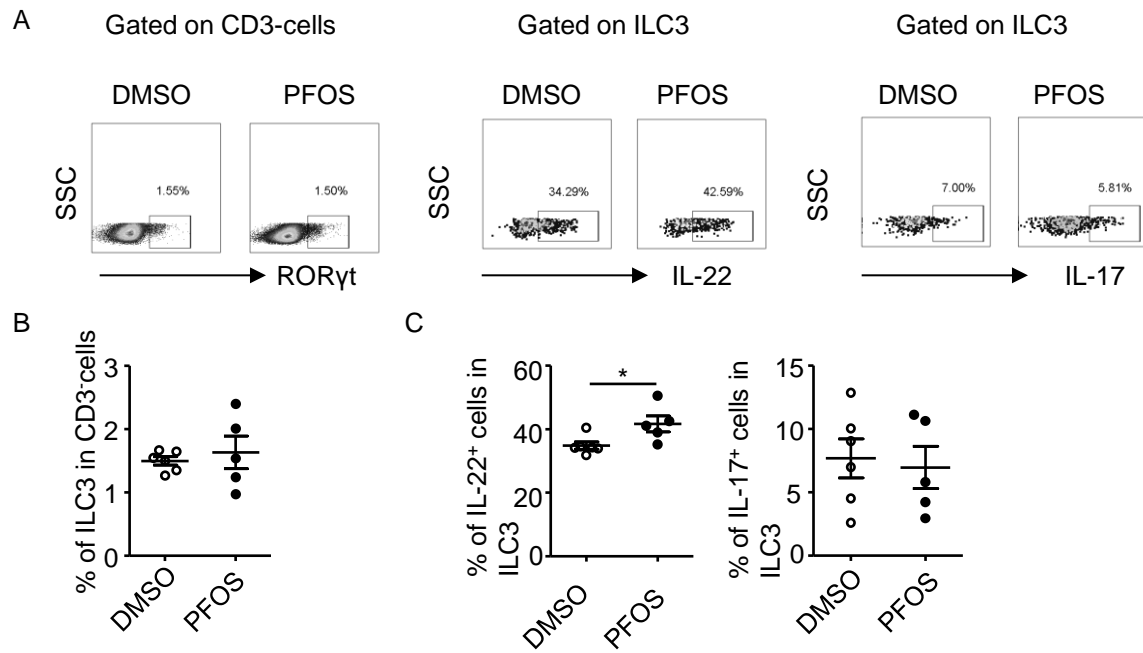 A
Gated on CD3-cells
Gated on ILC3
Gated on ILC3
DMSO
PFOS
DMSO
PFOS
DMSO
PFOS
SSC
1.55%
1.50%
SSC
34.29%
42.59%
SSC
7.00%
5.81%
RORγt
IL-22
IL-17
B
% of ILC3 in CD3-cells
3
2
1
0
DMSO
PFOS
C
% of IL-22+ cells in
ILC3
60
40
20
0
*
DMSO
PFOS
% of IL-17+ cells in
ILC3
15
10
5
0
DMSO
PFOS